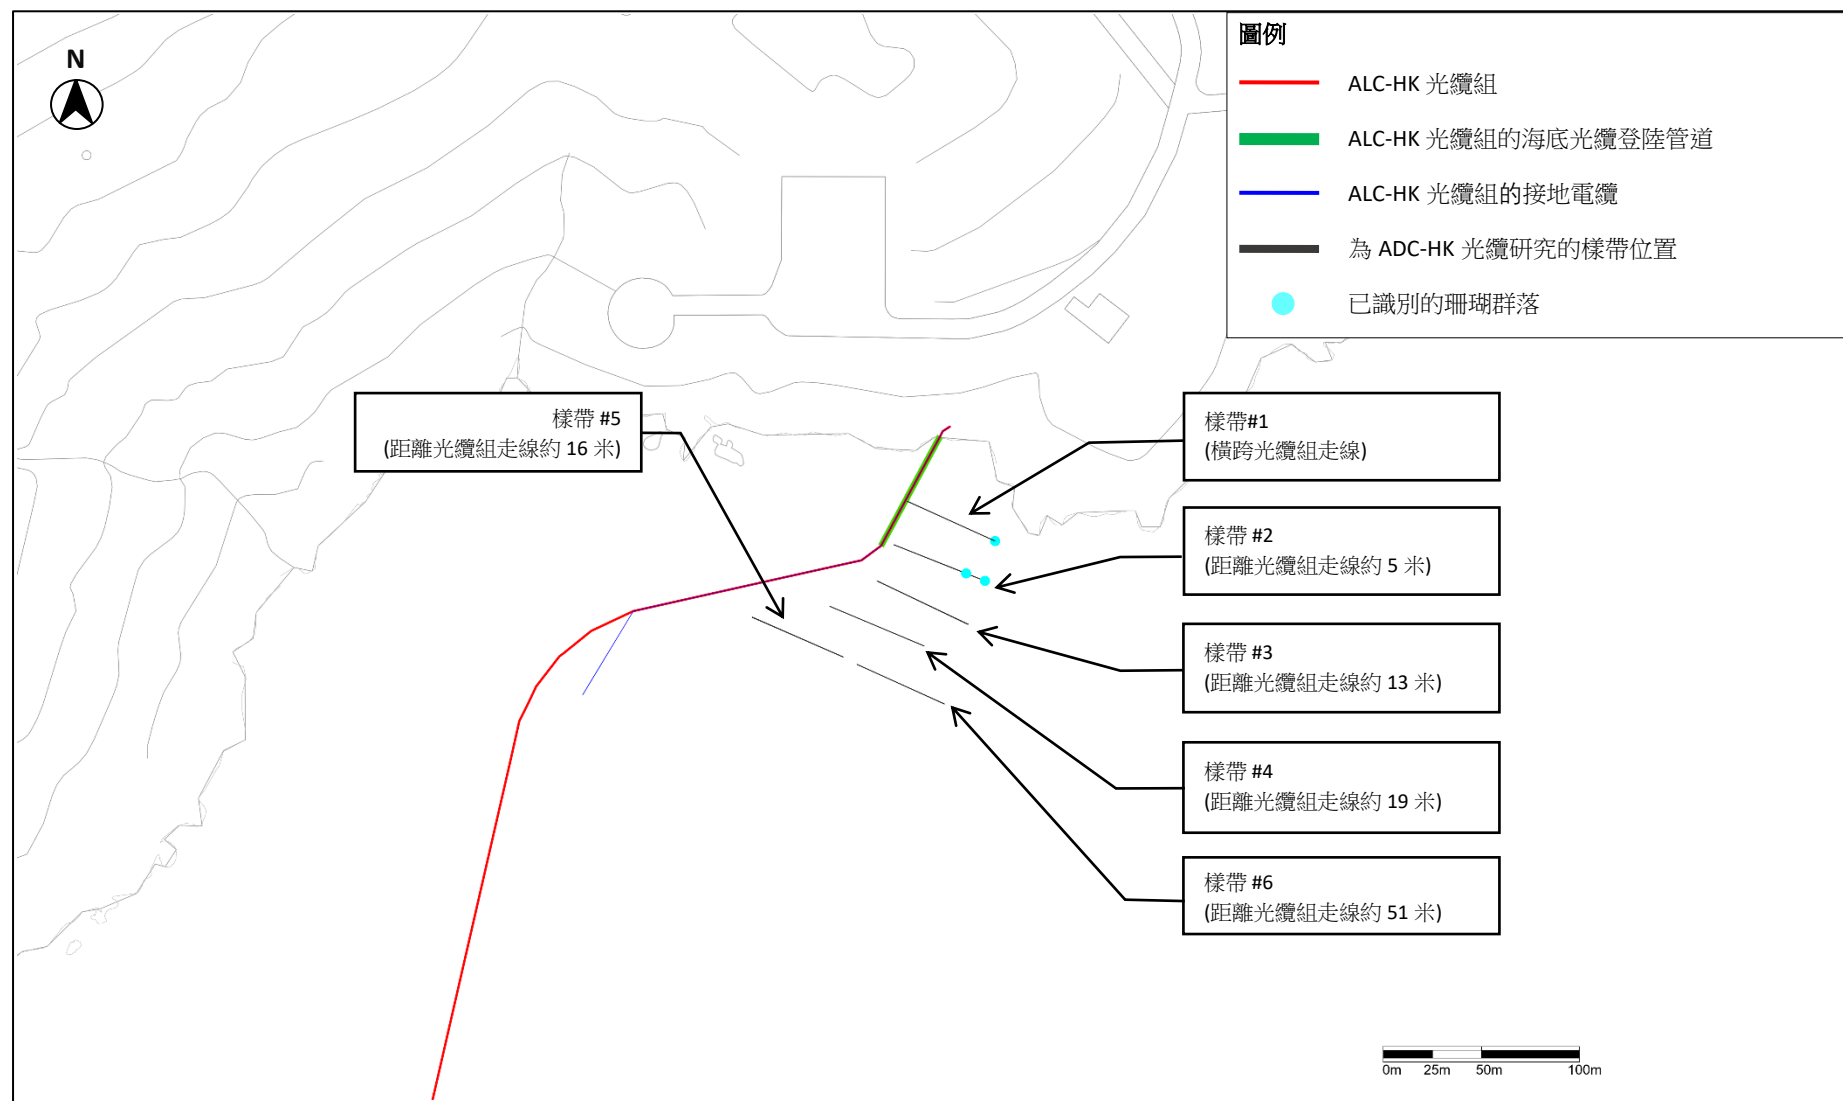 N
圖例
ALC-HK 光纜組
ALC-HK 光纜組的海底光纜登陸管道
ALC-HK 光纜組的接地電纜
為 ADC-HK 光纜研究的樣帶位置
已識別的珊瑚群落
樣帶 #5
(距離光纜組走線約 16 米)
樣帶#1
(橫跨光纜組走線)
樣帶 #2
(距離光纜組走線約 5 米)
樣帶 #3
(距離光纜組走線約 13 米)
樣帶 #4
(距離光纜組走線約 19 米)
樣帶 #6
(距離光纜組走線約 51 米)
0m 25m 50m 100m